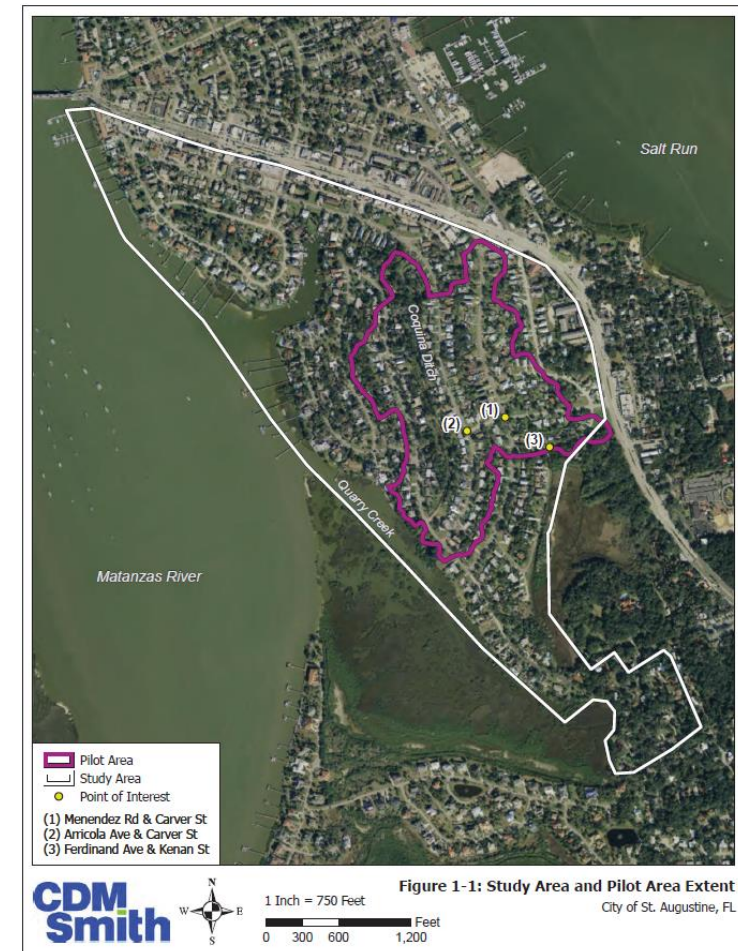 Salt Run
Coquina Ditch
(1)
(2)
(3)
Quarry Creek
Matanzas River
Pilot Area
Study Area
Point of Interest
(1) Menendez Rd & Carver St
(2) Arricola Ave & Carver St
(3) Ferdinand Ave & Kenan St
CDM
Smith
N
W
E
S
1 Inch = 750 Feet
Feet
0 300 600 1,200
Figure 1-1: Study Area and Pilot Area Extent
City of St. Augustine, FL